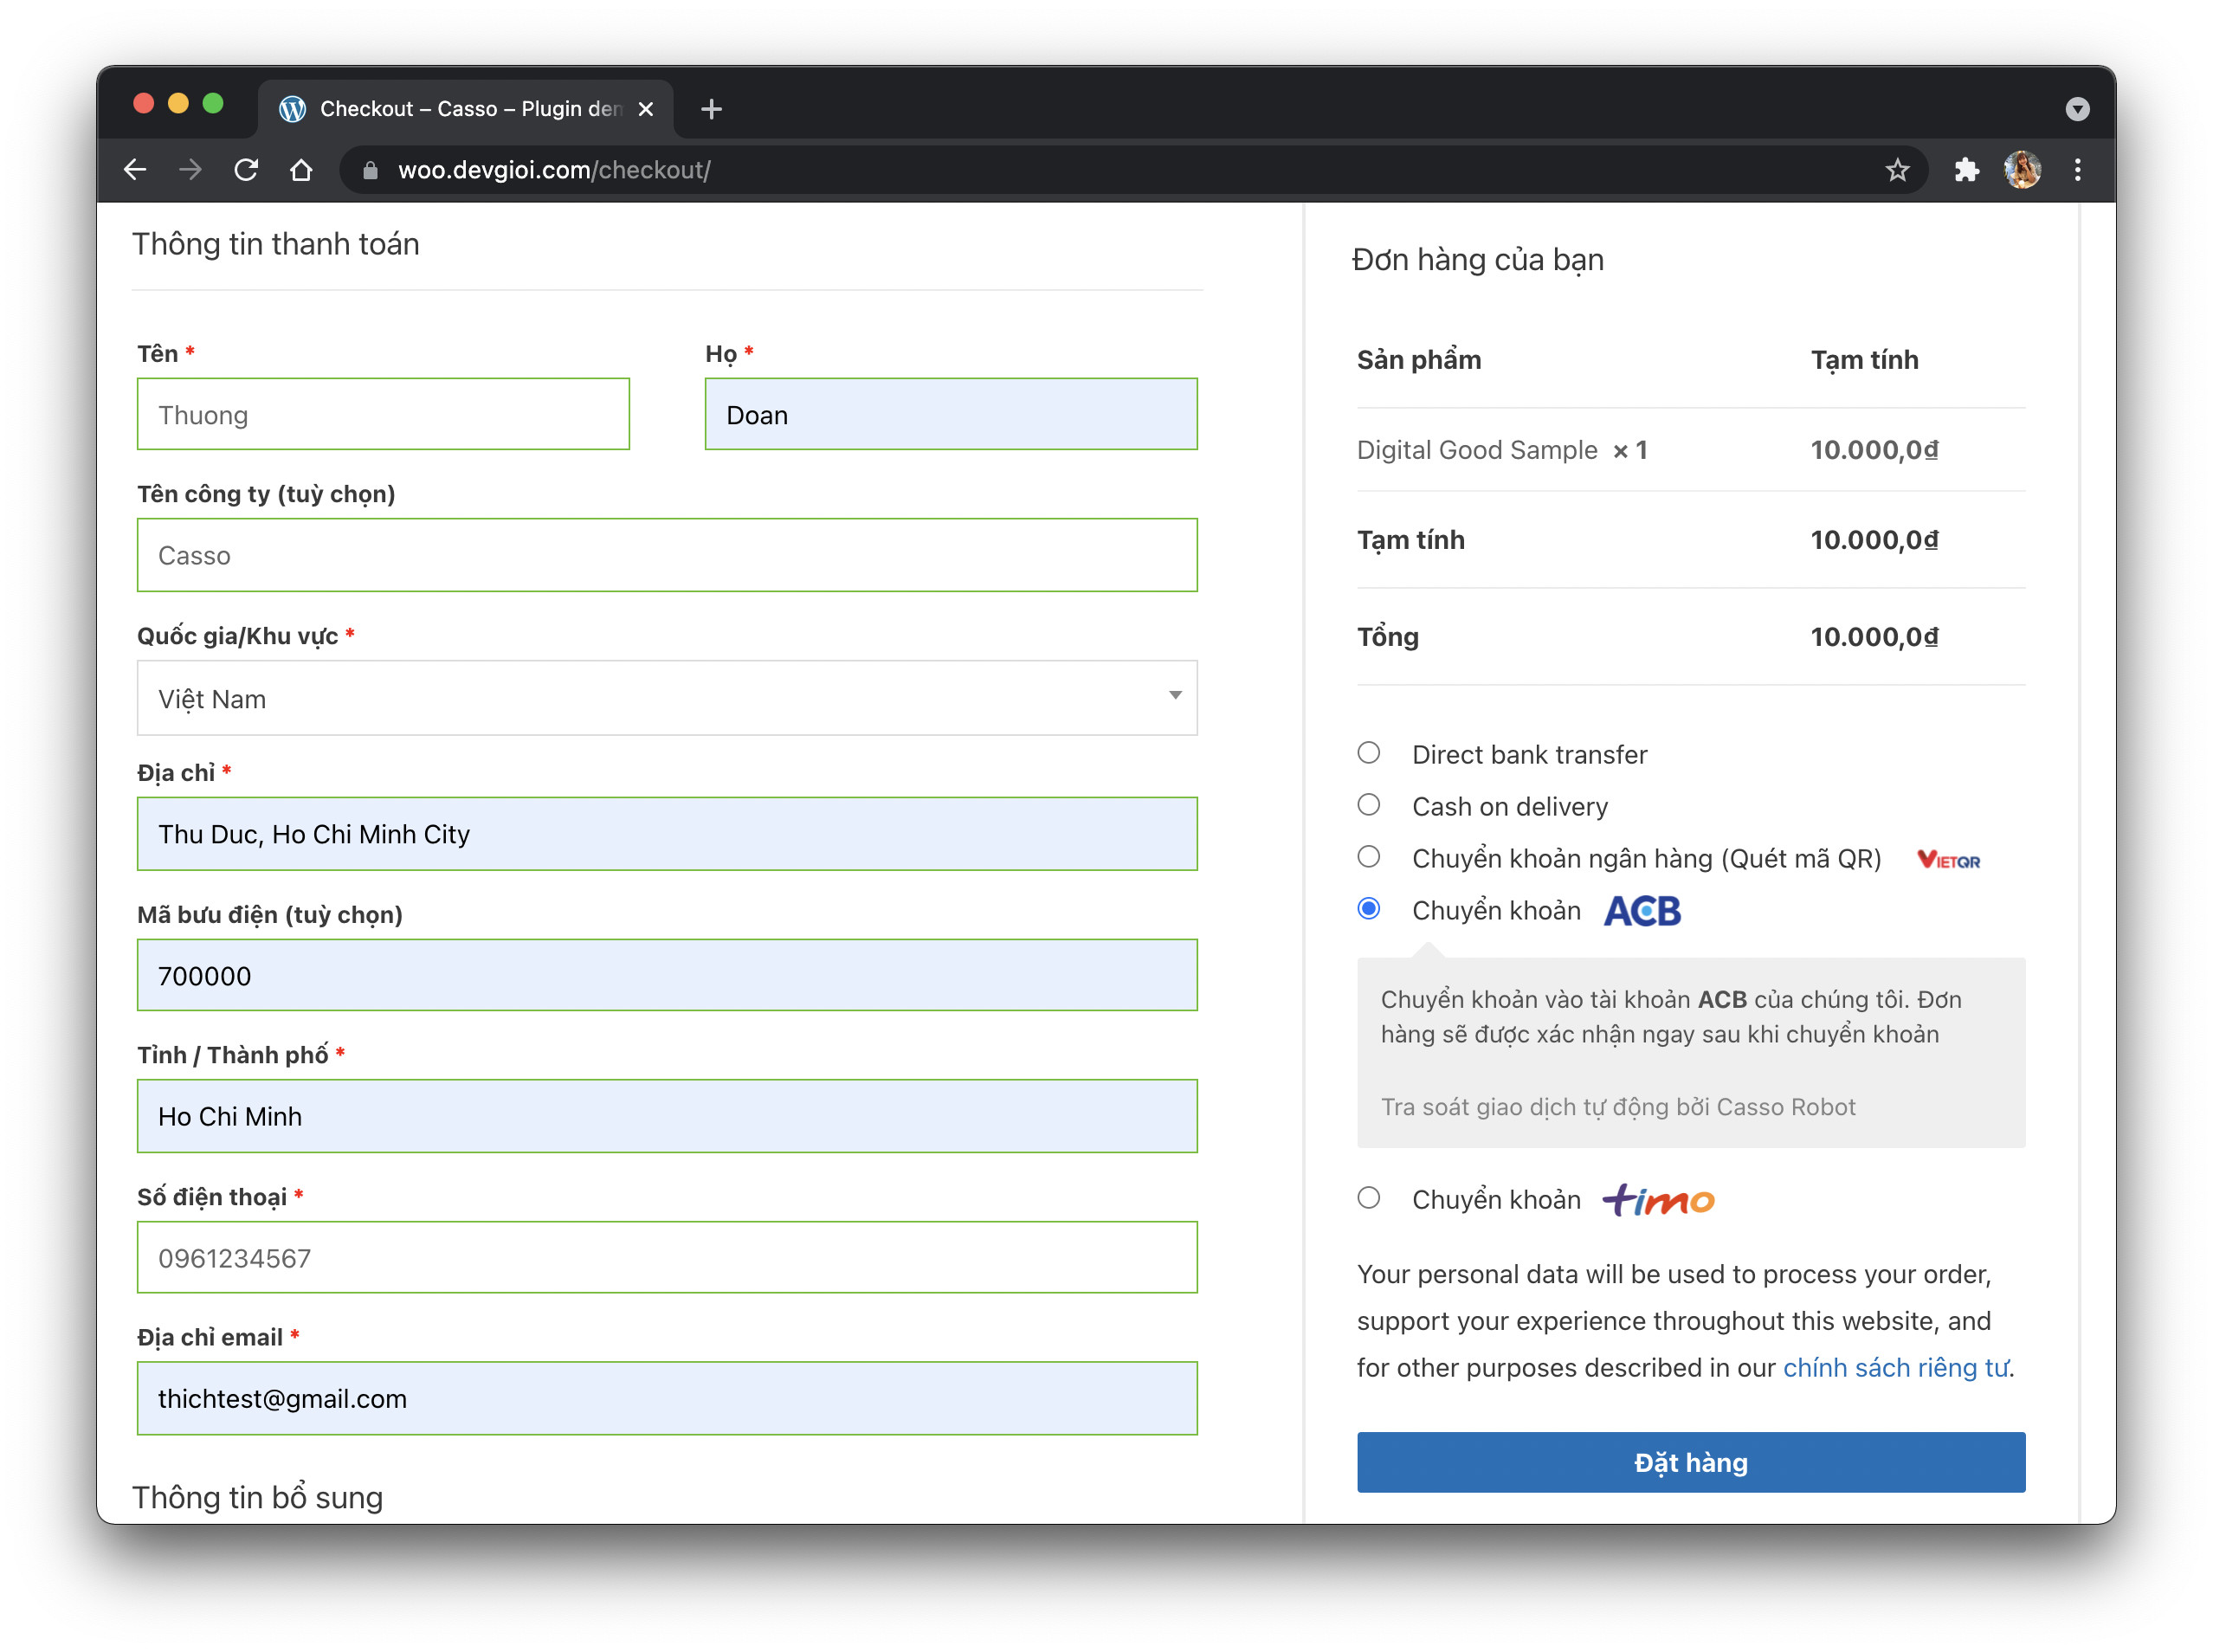 Checkout – Casso – Plugin dem
woo.devgioi.com/checkout/
Thông tin thanh toán
Tên *
Họ *
Thuong
Doan
Tên công ty (tuỳ chọn)
Casso
Quốc gia/Khu vực *
Việt Nam
Địa chỉ *
Thu Duc, Ho Chi Minh City
Mã bưu điện (tuỳ chọn)
700000
Tỉnh / Thành phố *
Ho Chi Minh
Số điện thoại *
0961234567
Địa chỉ email *
thichtest@gmail.com
Thông tin bổ sung
Đơn hàng của bạn
Sản phẩm Tạm tính
Digital Good Sample × 1 10.000,0₫
Tạm tính 10.000,0₫
Tổng 10.000,0₫
Direct bank transfer
Cash on delivery
Chuyển khoản ngân hàng (Quét mã QR) VIETQR
Chuyển khoản ACB
Chuyển khoản vào tài khoản ACB của chúng tôi. Đơn
hàng sẽ được xác nhận ngay sau khi chuyển khoản
Tra soát giao dịch tự động bởi Casso Robot
Chuyển khoản timo
Your personal data will be used to process your order,
support your experience throughout this website, and
for other purposes described in our chính sách riêng tư.
Đặt hàng